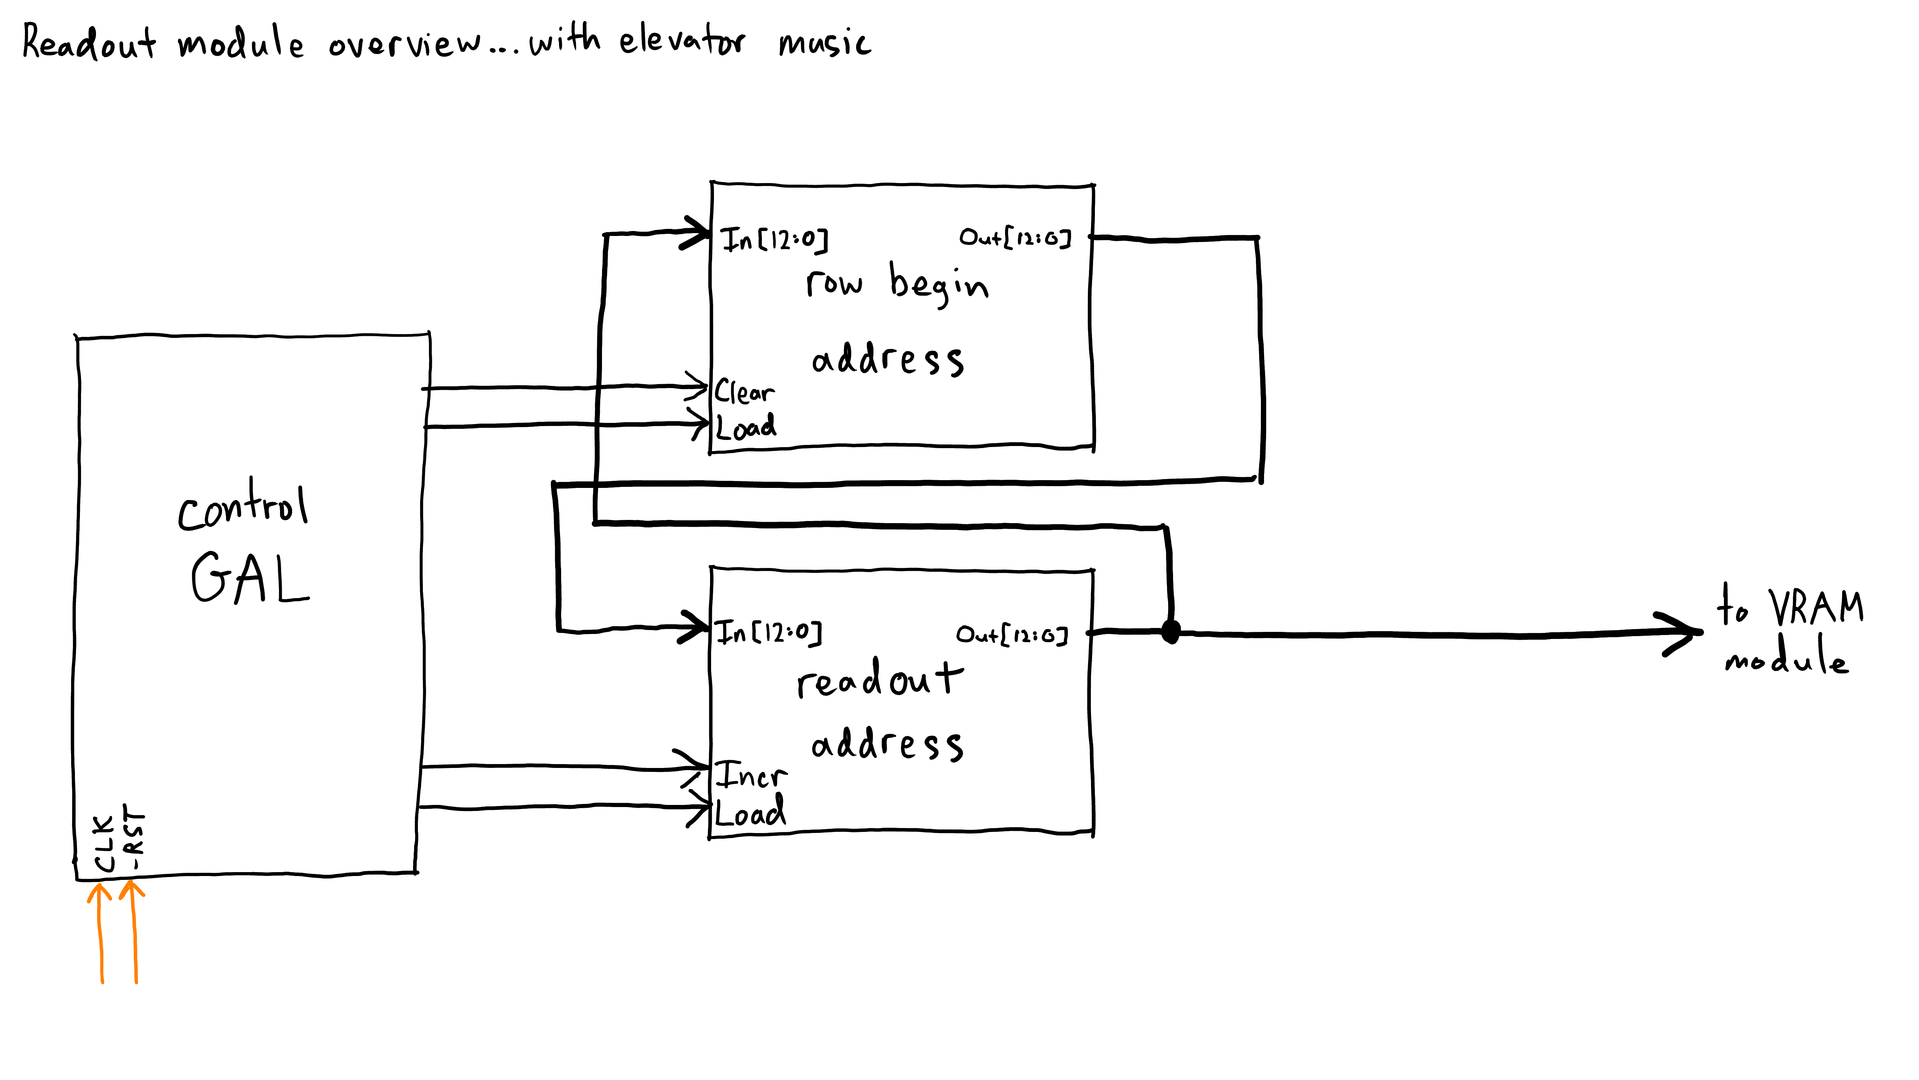 Readout module overview...with elevator music
In[12:0] Out[12:0]
row begin
address
Clear
Load
control
GAL
CLK
-RST
In[12:0] Out[12:0]
readout
address
Incr
Load
to VRAM
module